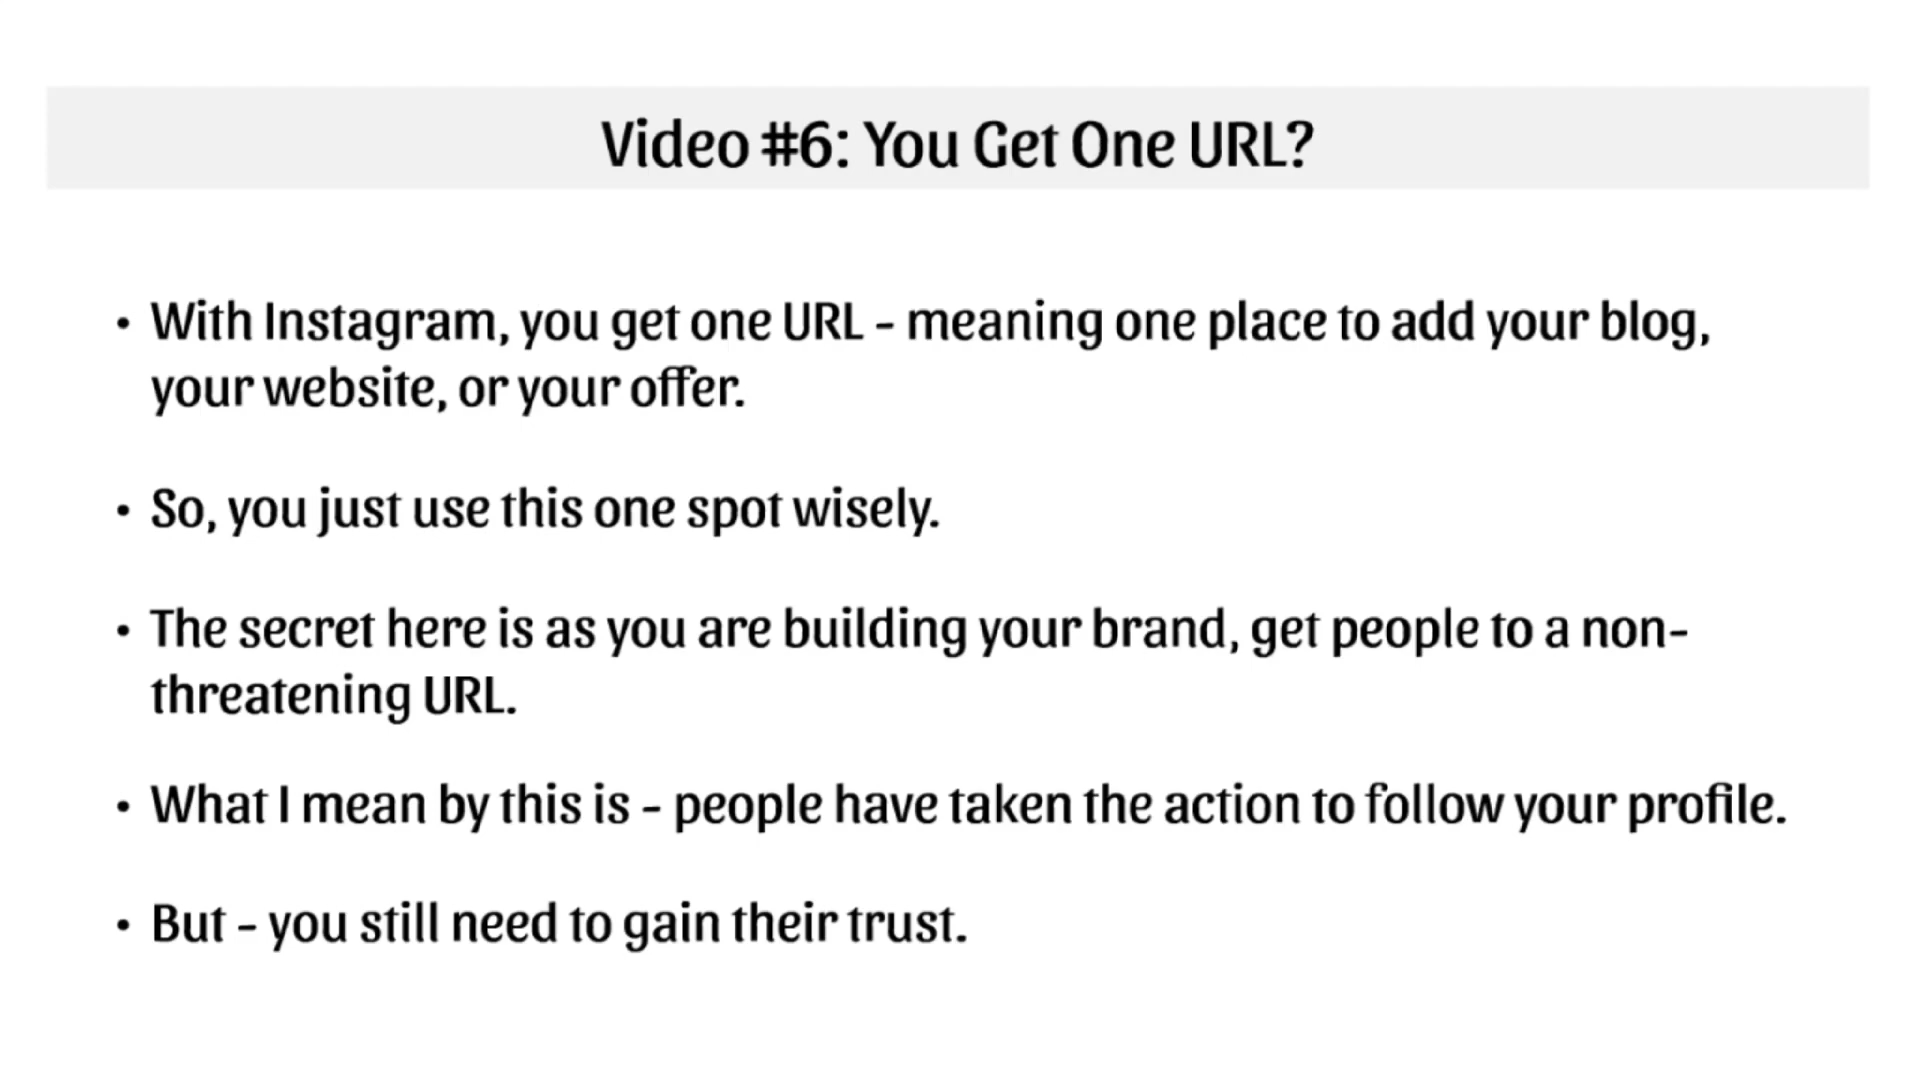 Video #6: You Get One URL?
• With Instagram, you get one URL - meaning one place to add your blog,
your website, or your offer.
• So, you just use this one spot wisely.
• The secret here is as you are building your brand, get people to a non-
threatening URL.
• What I mean by this is - people have taken the action to follow your profile.
• But - you still need to gain their trust.